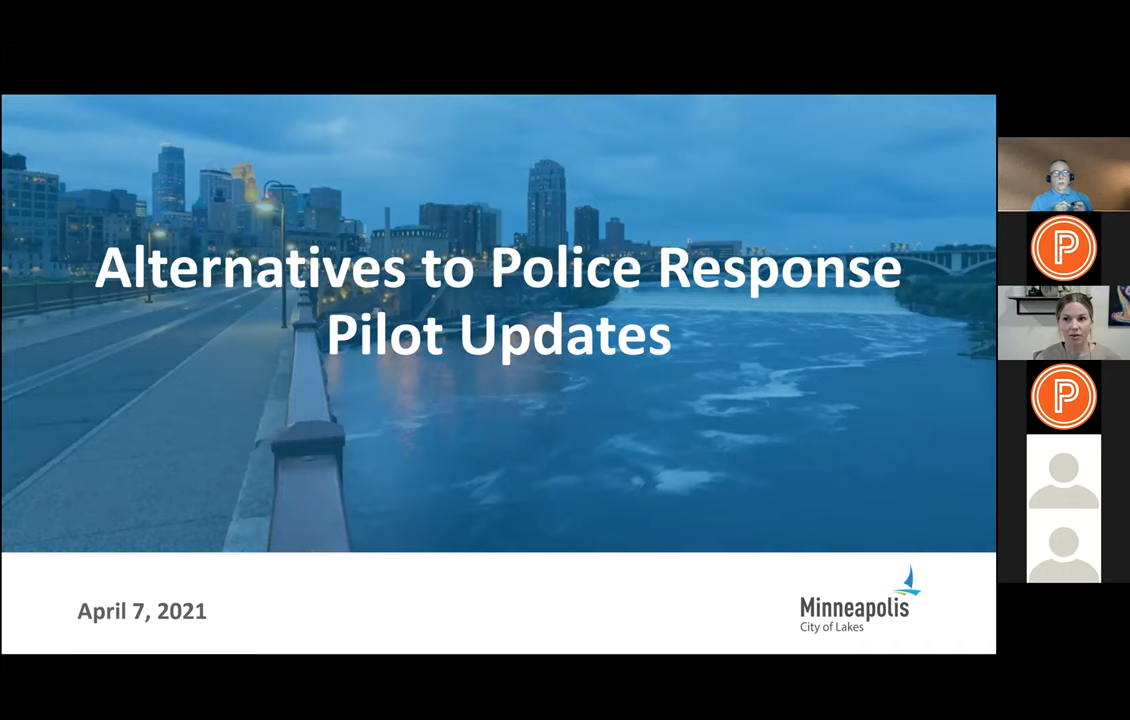 Alternatives to Police Response
Pilot Updates
April 7, 2021
Minneapolis
City of Lakes
P
P